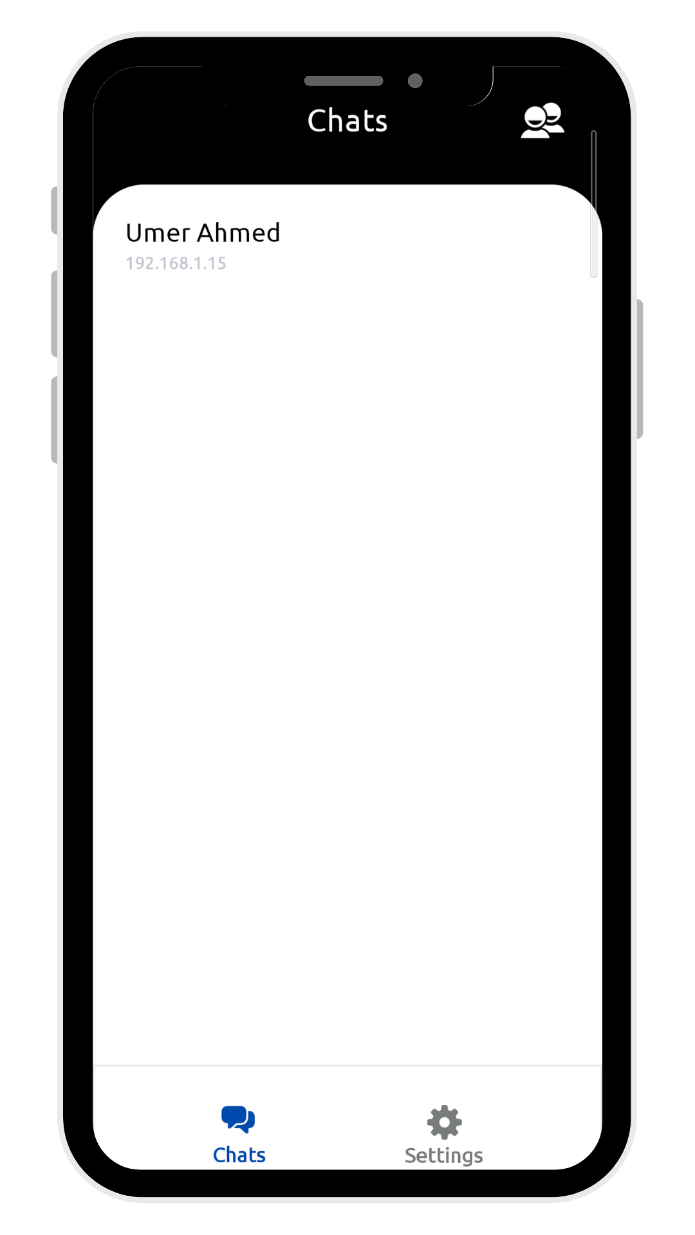 Chats
Umer Ahmed
192.168.1.15
Chats
Settings